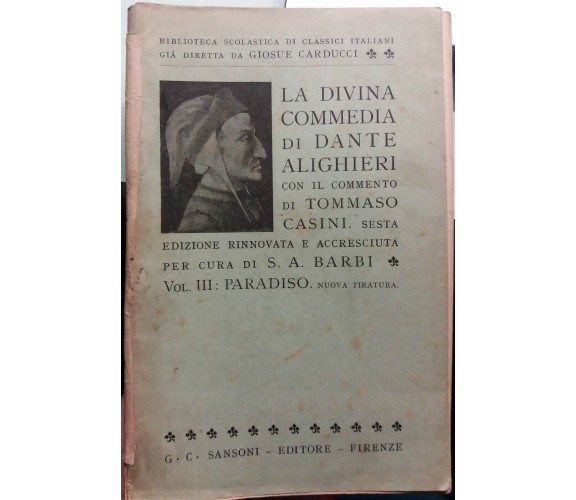 BIBLIOTECA SCOLASTICA DI CLASSICI ITALIANI
GIÀ DIRETTA DA GIOSUE CARDUCCI
LA DIVINA
COMMEDIA
DI DANTE
ALIGHIERI
CON IL COMMENTO
DI TOMMASO
CASINI. SESTA
EDIZIONE RINNOVATA E ACCRESCIUTA
PER CURA DI S. A. BARBI
VOL. III: PARADISO. NUOVA TIRATURA.
G. C. SANSONI - EDITORE - FIRENZE